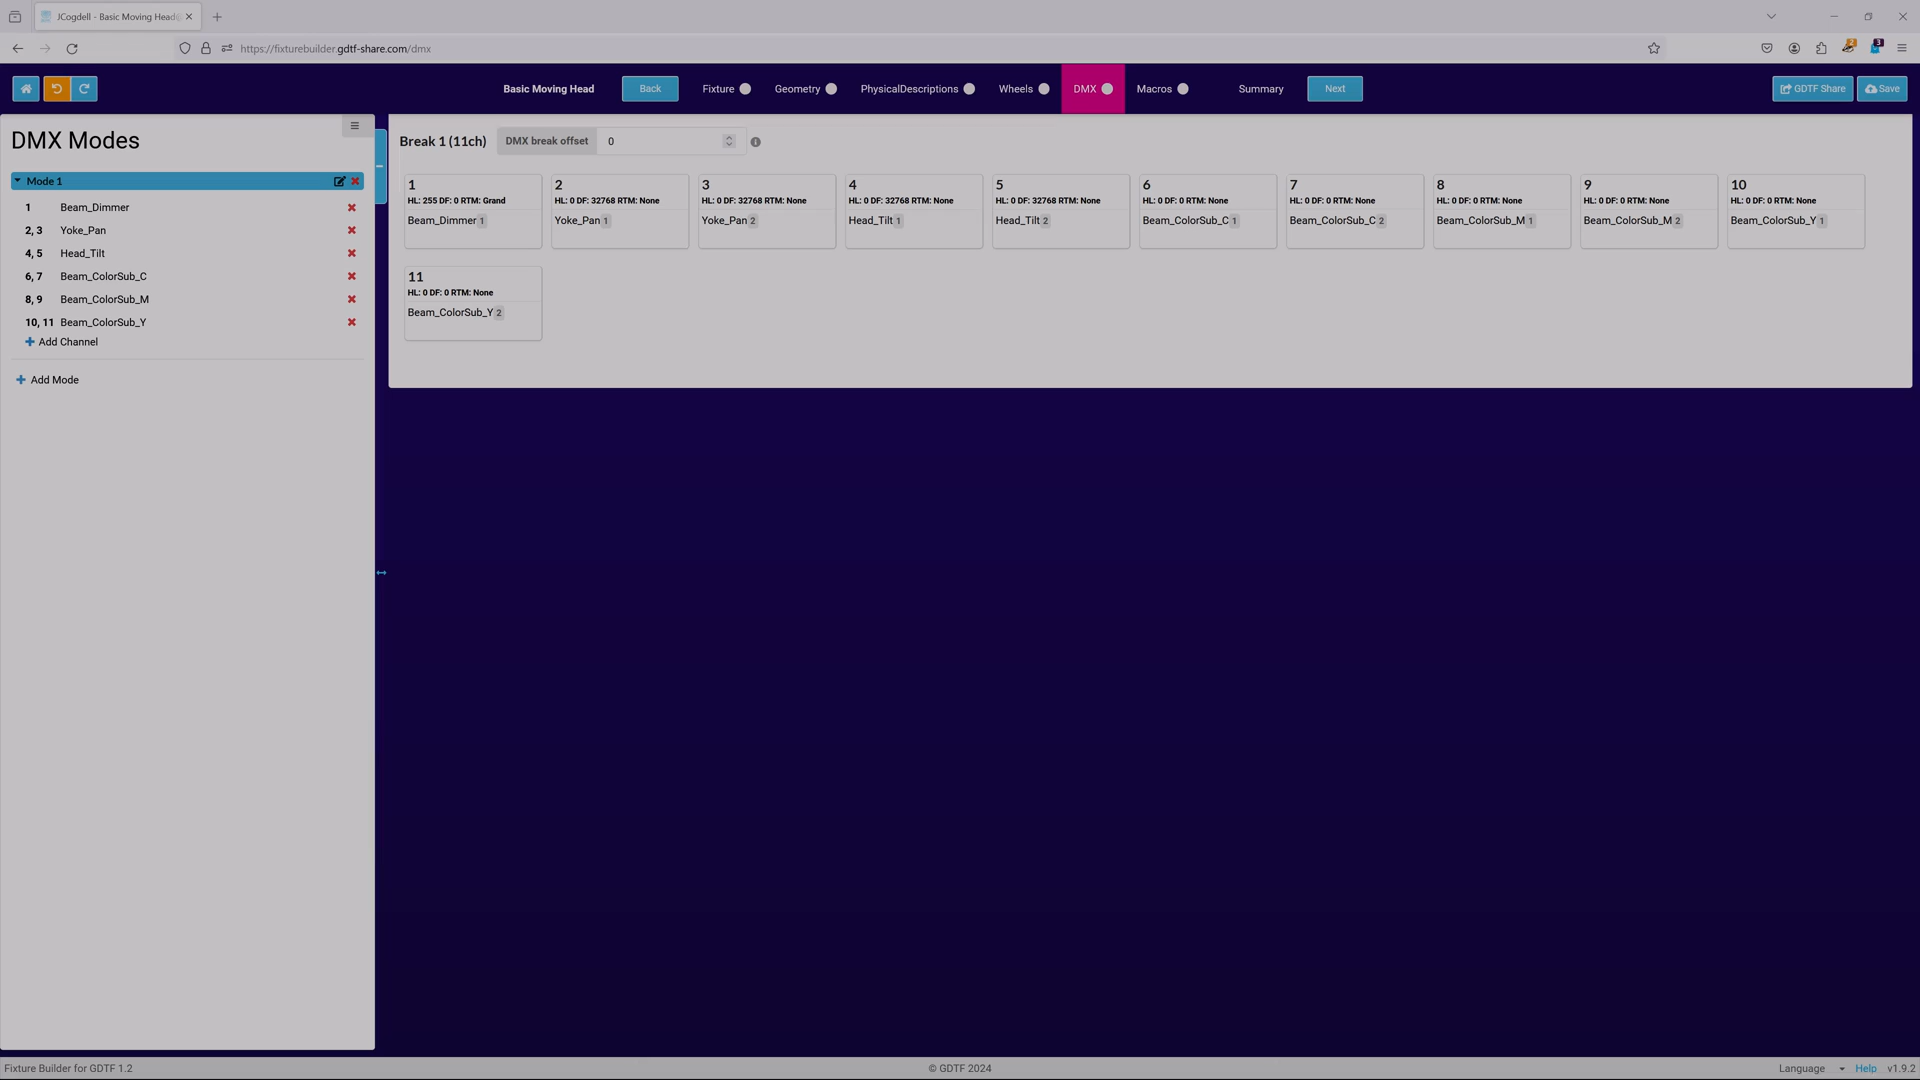 JCogdell - Basic Moving Head
https://fixturebuilder.gdtf-share.com/dmx
2
3
Basic Moving Head
Back
Fixture
Geometry
PhysicalDescriptions
Wheels
DMX
Macros
Summary
Next
GDTF Share
Save
DMX Modes
Mode 1
1 Beam_Dimmer
2, 3 Yoke_Pan
4, 5 Head_Tilt
6, 7 Beam_ColorSub_C
8, 9 Beam_ColorSub_M
10, 11 Beam_ColorSub_Y
Add Channel
Add Mode
Break 1 (11ch)
DMX break offset
0
1
HL: 255 DF: 0 RTM: Grand
Beam_Dimmer 1
2
HL: 0 DF: 32768 RTM: None
Yoke_Pan 1
3
HL: 0 DF: 32768 RTM: None
Yoke_Pan 2
4
HL: 0 DF: 32768 RTM: None
Head_Tilt 1
5
HL: 0 DF: 32768 RTM: None
Head_Tilt 2
6
HL: 0 DF: 0 RTM: None
Beam_ColorSub_C 1
7
HL: 0 DF: 0 RTM: None
Beam_ColorSub_C 2
8
HL: 0 DF: 0 RTM: None
Beam_ColorSub_M 1
9
HL: 0 DF: 0 RTM: None
Beam_ColorSub_M 2
10
HL: 0 DF: 0 RTM: None
Beam_ColorSub_Y 1
11
HL: 0 DF: 0 RTM: None
Beam_ColorSub_Y 2
Fixture Builder for GDTF 1.2
© GDTF 2024
Language
Help
v1.9.2